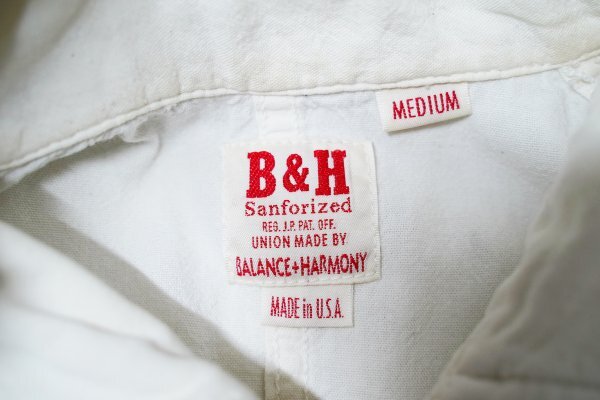 MEDIUM
B&H
Sanforized
REG. J.P. PAT. OFF.
UNION MADE BY
BALANCE+HARMONY
MADE in U.S.A.